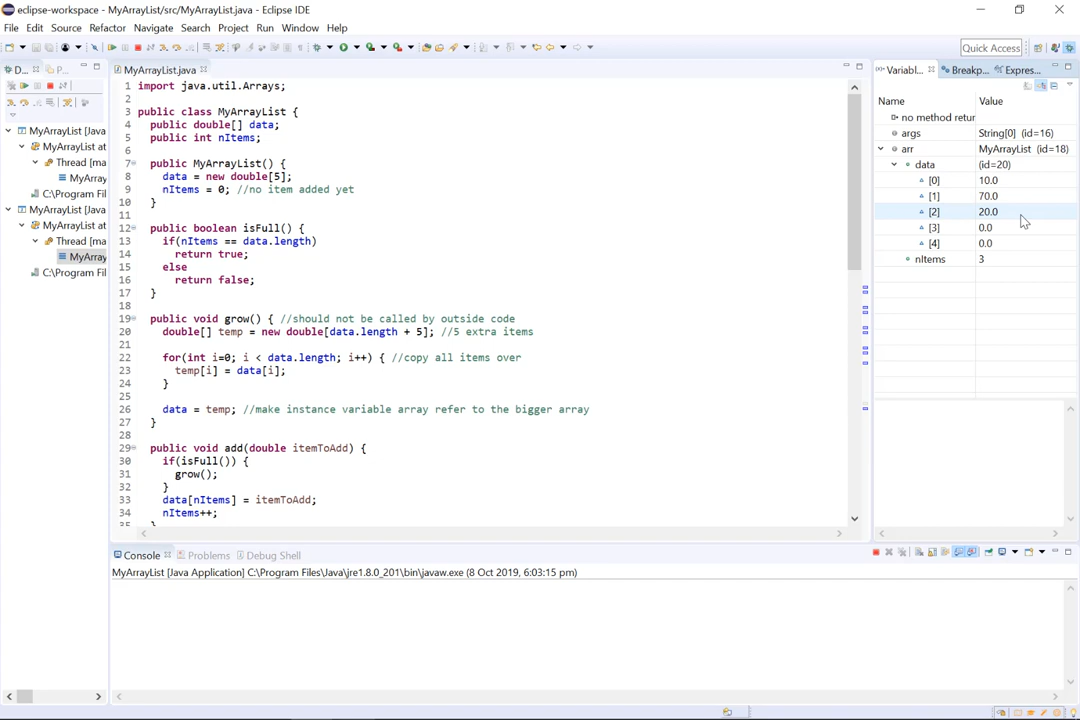 eclipse-workspace - MyArrayList/src/MyArrayList.java - Eclipse IDE
File Edit Source Refactor Navigate Search Project Run Window Help
Quick Access
D...
P...
MyArrayList [Java
MyArrayList at
Thread [ma
MyArray
C:\Program Fil
MyArrayList [Java
MyArrayList at
Thread [ma
MyArray
C:\Program Fil
MyArrayList.java
1 import java.util.Arrays;
2
3 public class MyArrayList {
4 public double[] data;
5 public int nItems;
6
7 public MyArrayList() {
8 data = new double[5];
9 nItems = 0; //no item added yet
10 }
11
12 public boolean isFull() {
13 if(nItems == data.length)
14 return true;
15 else
16 return false;
17 }
18
19 public void grow() { //should not be called by outside code
20 double[] temp = new double[data.length + 5]; //5 extra items
21
22 for(int i=0; i < data.length; i++) { //copy all items over
23 temp[i] = data[i];
24 }
25
26 data = temp; //make instance variable array refer to the bigger array
27 }
28
29 public void add(double itemToAdd) {
30 if(isFull()) {
31 grow();
32 }
33 data[nItems] = itemToAdd;
34 nItems++;
35 }
Variabl... Breakp... Expres...
Name Value
no method retur
args String[0] (id=16)
arr MyArrayList (id=18)
data (id=20)
[0] 10.0
[1] 70.0
[2] 20.0
[3] 0.0
[4] 0.0
nItems 3
Console Problems Debug Shell
MyArrayList [Java Application] C:\Program Files\Java\jre1.8.0_201\bin\javaw.exe (8 Oct 2019, 6:03:15 pm)